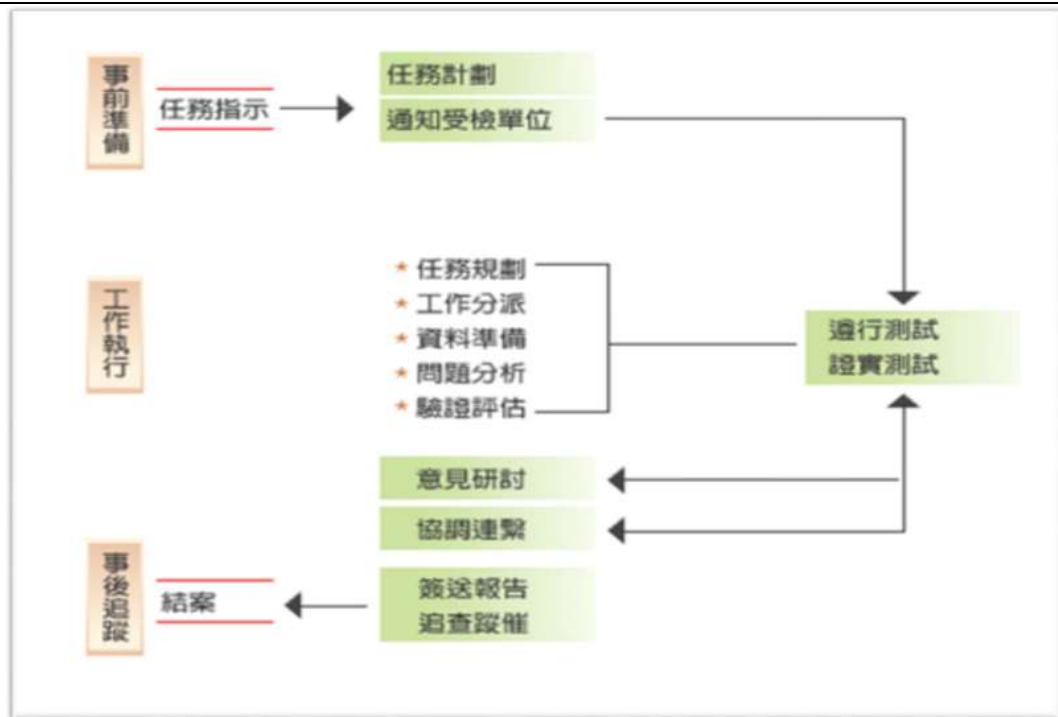 事前準備
任務指示
任務計劃
通知受檢單位
工作執行
任務規劃
工作分派
資料準備
問題分析
驗證評估
遵行測試
證實測試
意見研討
協調連繫
事後追蹤
結案
簽送報告
追查蹤催